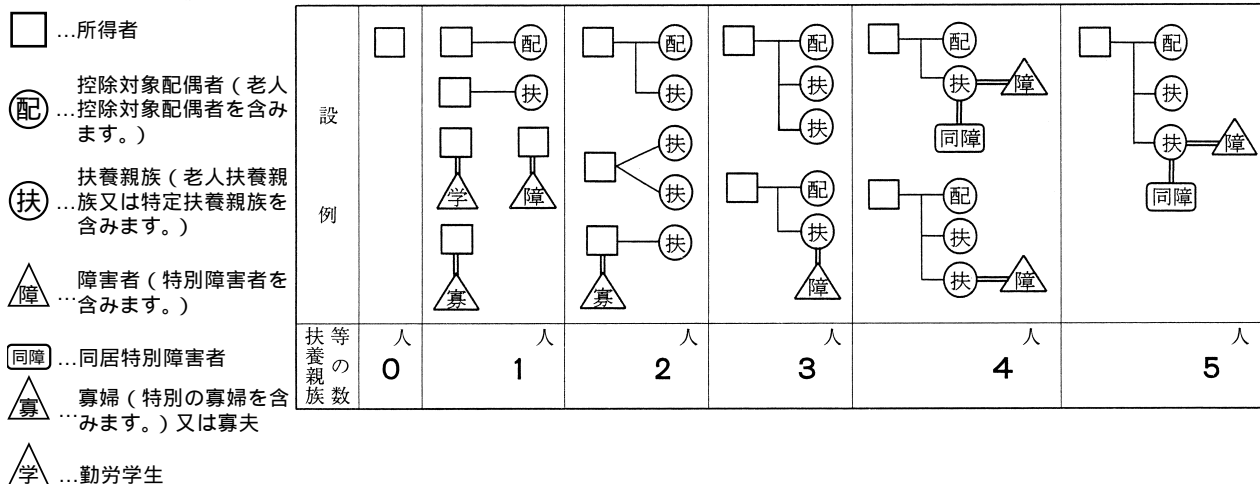 …所得者
配 …控除対象配偶者（老人
控除対象配偶者を含み
ます。）
扶 …扶養親族（老人扶養親
族又は特定扶養親族を
含みます。）
障 …障害者（特別障害者を
含みます。）
同障 …同居特別障害者
寡 …寡婦（特別の寡婦を含
みます。）又は寡夫
学 …勤労学生
設例
配
扶
学 障
寡
配
扶
扶
扶
扶
寡
配
扶
扶
配
扶
障
配
扶 障
同障
配
扶
扶 障
配
扶
扶 障
同障
扶養親族等の数
人 人 人 人 人 人
0 1 2 3 4 5